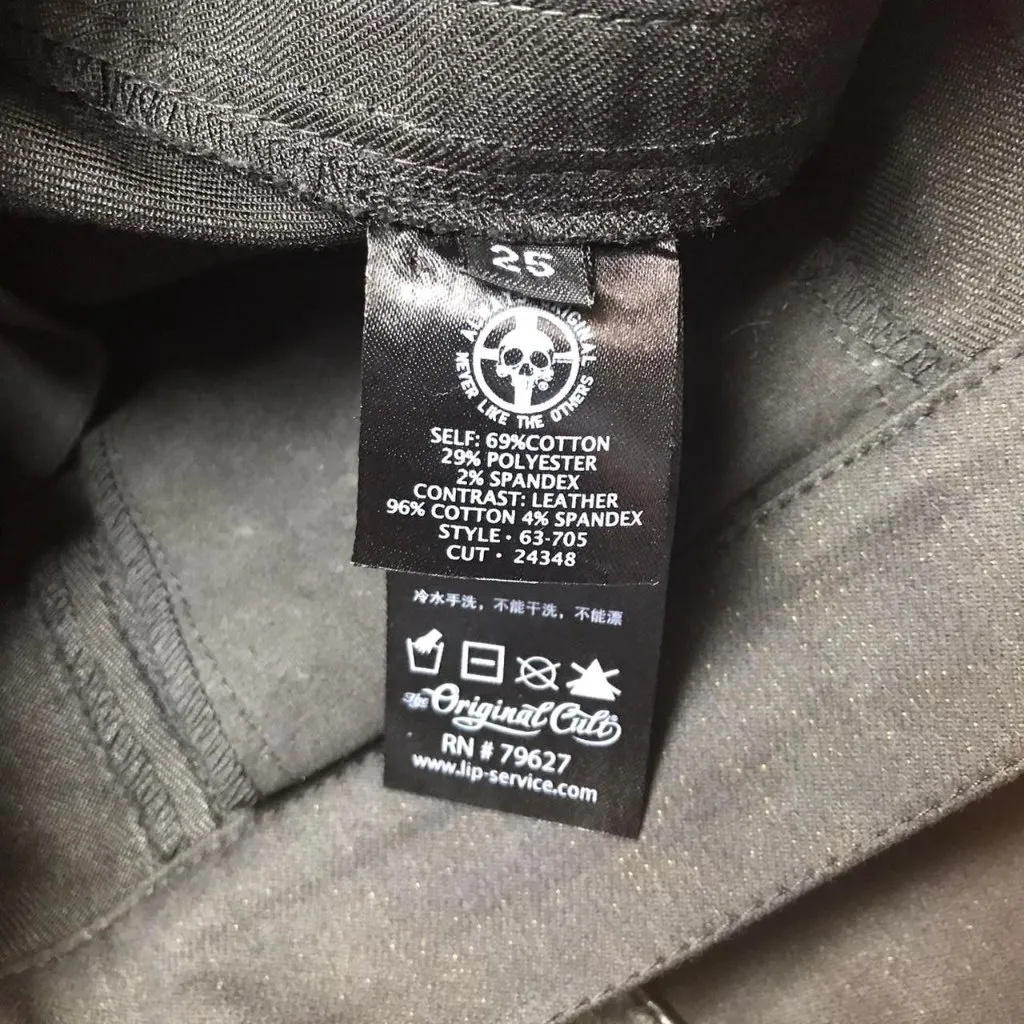 25
ORIGINAL
NEVER LIKE THE OTHERS
SELF: 69%COTTON
29% POLYESTER
2% SPANDEX
CONTRAST: LEATHER
96% COTTON 4% SPANDEX
STYLE · 63-705
CUT · 24348
冷水手洗，不能干洗，不能漂
The Original Cult
RN # 79627
www.lip-service.com